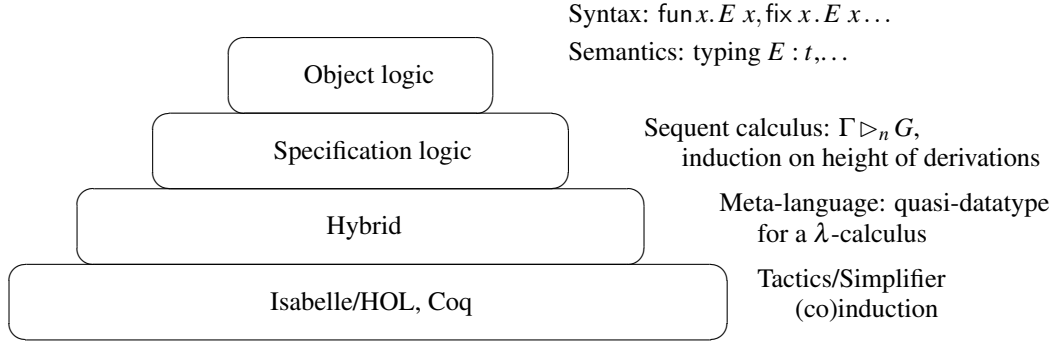 Syntax: fun x. E x, fix x. E x ...
Semantics: typing E : t,...
Object logic
Specification logic
Sequent calculus: Γ ▷ₙ G,
induction on height of derivations
Hybrid
Meta-language: quasi-datatype
for a λ-calculus
Isabelle/HOL, Coq
Tactics/Simplifier
(co)induction